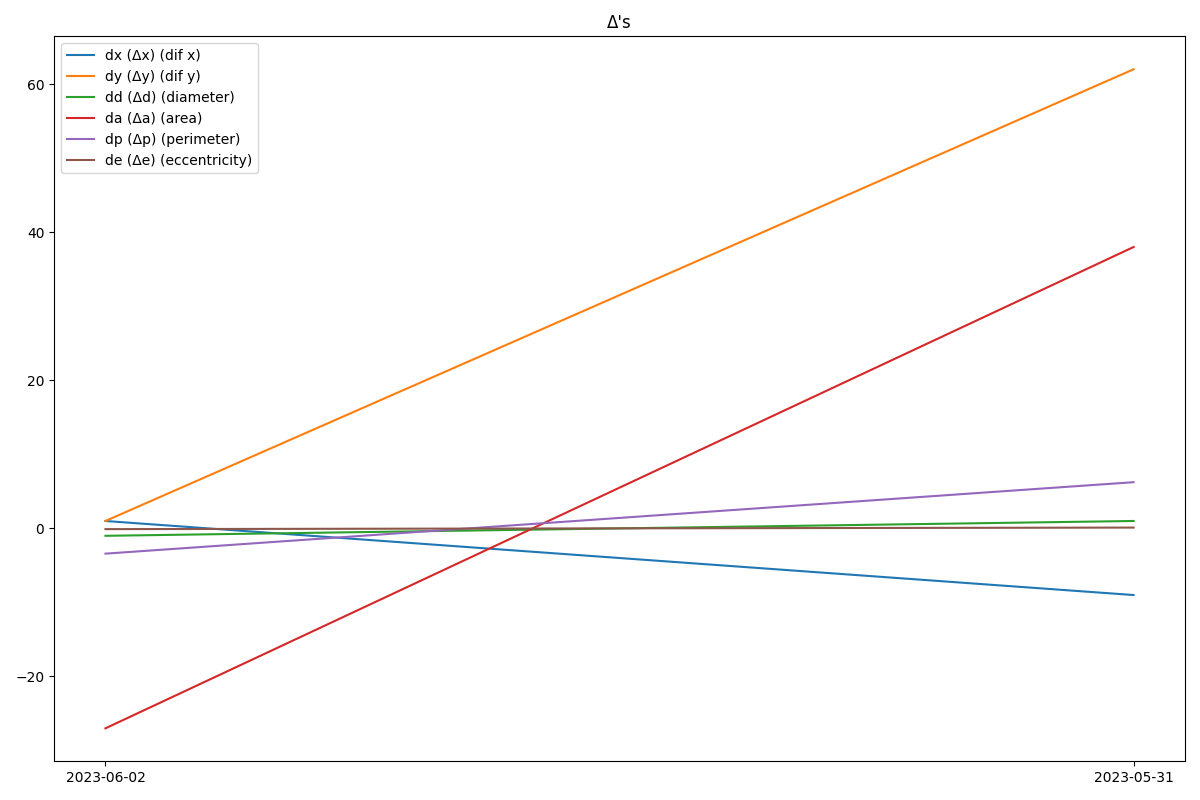 Δ's
dx (Δx) (dif x)
dy (Δy) (dif y)
dd (Δd) (diameter)
da (Δa) (area)
dp (Δp) (perimeter)
de (Δe) (eccentricity)
60
40
20
0
−20
2023-06-02 2023-05-31